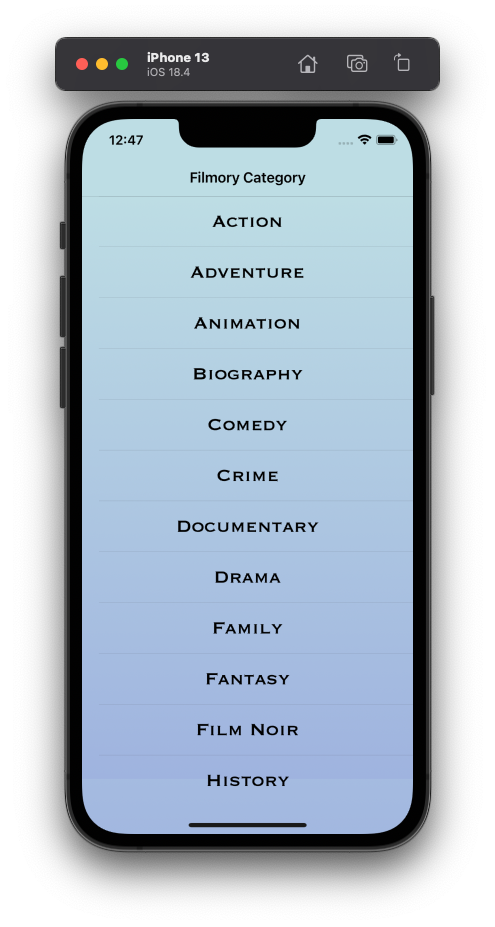 iPhone 13
iOS 18.4
12:47
Filmory Category
Action
Adventure
Animation
Biography
Comedy
Crime
Documentary
Drama
Family
Fantasy
Film Noir
History